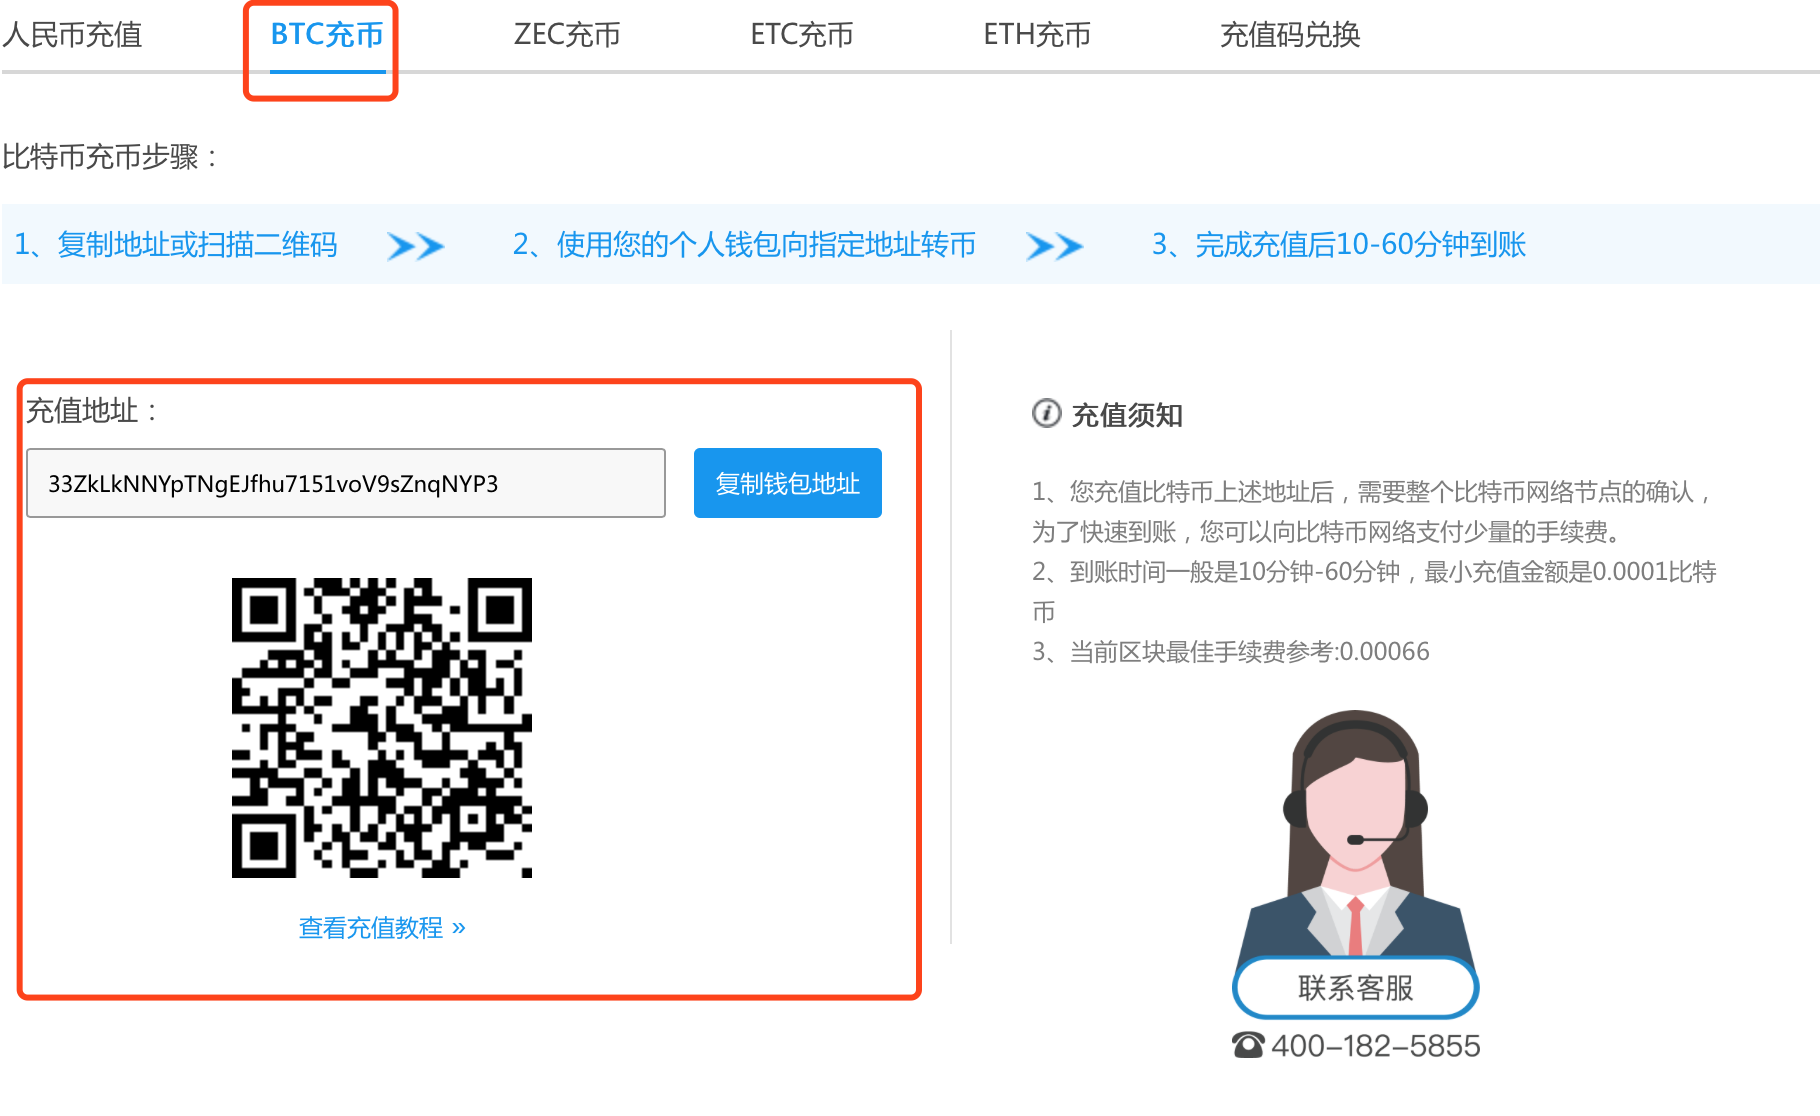 人民币充值 BTC充币 ZEC充币 ETC充币 ETH充币 充值码兑换
比特币充币步骤：
1、复制地址或扫描二维码 2、使用您的个人钱包向指定地址转币 3、完成充值后10-60分钟到账
充值地址：
33ZkLkNNYpTNgEJfhu7151voV9sZnqNYP3 复制钱包地址
查看充值教程 »
充值须知
1、您充值比特币上述地址后，需要整个比特币网络节点的确认，
为了快速到账，您可以向比特币网络支付少量的手续费。
2、到账时间一般是10分钟-60分钟，最小充值金额是0.0001比特
币
3、当前区块最佳手续费参考:0.00066
联系客服
400-182-5855